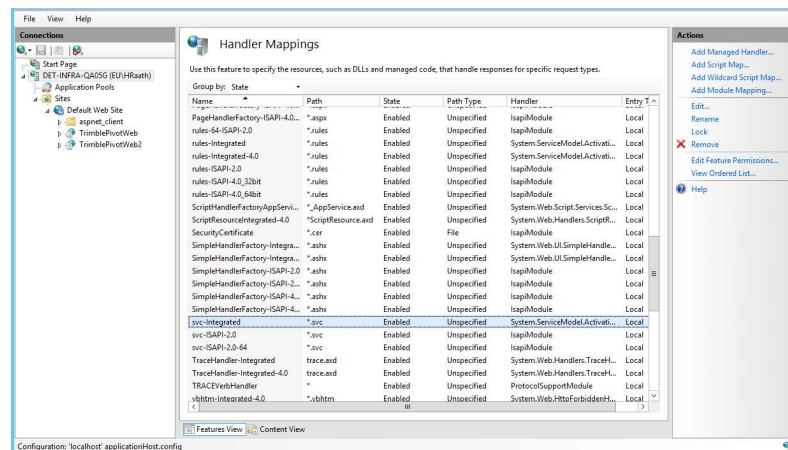 File View Help
Connections
Start Page
DET-INFRA-QA05G (EU\HRaath)
Application Pools
Sites
Default Web Site
aspnet_client
TrimblePivotWeb
TrimblePivotWeb2
Handler Mappings
Use this feature to specify the resources, such as DLLs and managed code, that handle responses for specific request types.
Group by: State
Name Path State Path Type Handler Entry T
PageHandlerFactory-ISAPI-4.0... *.aspx Enabled Unspecified IsapiModule Local
rules-64-ISAPI-2.0 *.rules Enabled Unspecified IsapiModule Local
rules-Integrated *.rules Enabled Unspecified System.ServiceModel.Activati... Local
rules-Integrated-4.0 *.rules Enabled Unspecified System.ServiceModel.Activati... Local
rules-ISAPI-2.0 *.rules Enabled Unspecified IsapiModule Local
rules-ISAPI-4.0_32bit *.rules Enabled Unspecified IsapiModule Local
rules-ISAPI-4.0_64bit *.rules Enabled Unspecified IsapiModule Local
ScriptHandlerFactoryAppServi... *_AppService.axd Enabled Unspecified System.Web.Script.Services.Sc... Local
ScriptResourceIntegrated-4.0 *ScriptResource.axd Enabled Unspecified System.Web.Handlers.ScriptR... Local
SecurityCertificate *.cer Enabled File IsapiModule Local
SimpleHandlerFactory-Integra... *.ashx Enabled Unspecified System.Web.UI.SimpleHandle... Local
SimpleHandlerFactory-Integra... *.ashx Enabled Unspecified System.Web.UI.SimpleHandle... Local
SimpleHandlerFactory-ISAPI-2.0 *.ashx Enabled Unspecified IsapiModule Local
SimpleHandlerFactory-ISAPI-2... *.ashx Enabled Unspecified IsapiModule Local
SimpleHandlerFactory-ISAPI-4... *.ashx Enabled Unspecified IsapiModule Local
SimpleHandlerFactory-ISAPI-4... *.ashx Enabled Unspecified IsapiModule Local
svc-Integrated *.svc Enabled Unspecified System.ServiceModel.Activati... Local
svc-ISAPI-2.0 *.svc Enabled Unspecified IsapiModule Local
svc-ISAPI-2.0-64 *.svc Enabled Unspecified IsapiModule Local
TraceHandler-Integrated trace.axd Enabled Unspecified System.Web.Handlers.TraceH... Local
TraceHandler-Integrated-4.0 trace.axd Enabled Unspecified System.Web.Handlers.TraceH... Local
TRACEVerbHandler * Enabled Unspecified ProtocolSupportModule Local
vbhtm-Integrated-4.0 *.vbhtm Enabled Unspecified System.Web.HttpForbiddenH... Local
Features View Content View
Actions
Add Managed Handler...
Add Script Map...
Add Wildcard Script Map...
Add Module Mapping...
Edit...
Rename
Lock
Remove
Edit Feature Permissions...
View Ordered List...
Help
Configuration: 'localhost' applicationHost.config